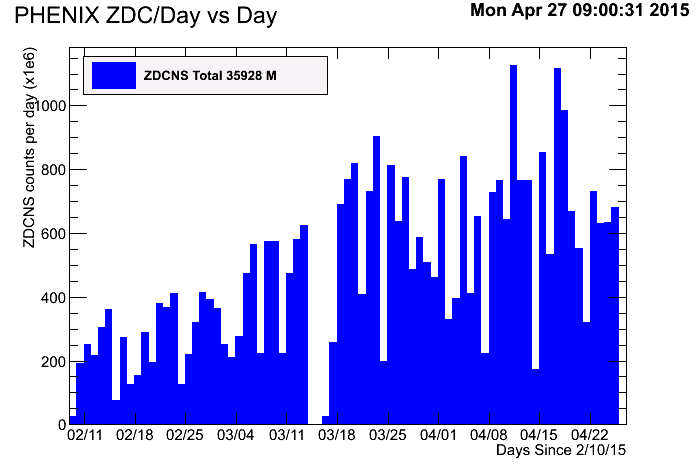 PHENIX ZDC/Day vs Day
Mon Apr 27 09:00:31 2015
ZDCNS Total 35928 M
ZDCNS counts per day (x1e6)
1000
800
600
400
200
0
02/11 02/18 02/25 03/04 03/11 03/18 03/25 04/01 04/08 04/15 04/22
Days Since 2/10/15